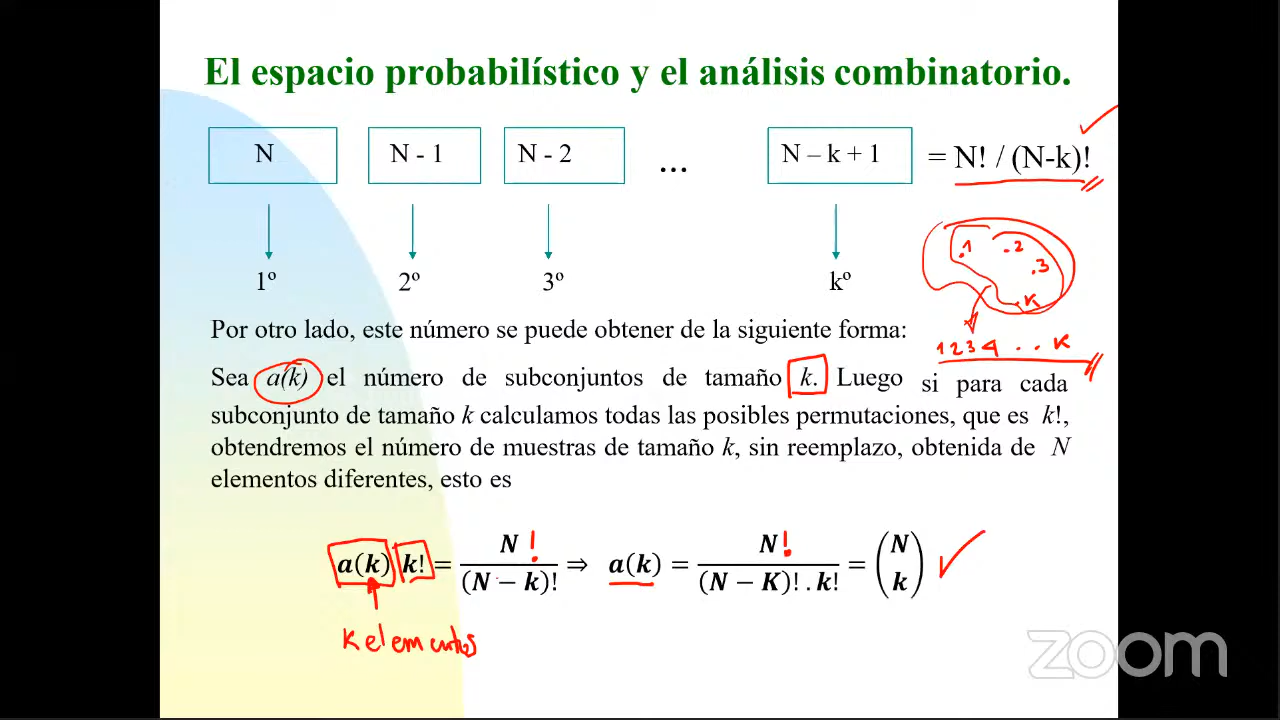 El espacio probabilístico y el análisis combinatorio.
N N - 1 N - 2 ... N – k + 1 = N! / (N-k)!
.1 .2
.3
.K
1º 2º 3º kº
Por otro lado, este número se puede obtener de la siguiente forma:
1 2 3 4 . . K
Sea a(k) el número de subconjuntos de tamaño k. Luego si para cada
subconjunto de tamaño k calculamos todas las posibles permutaciones, que es k!,
obtendremos el número de muestras de tamaño k, sin reemplazo, obtenida de N
elementos diferentes, esto es
a(k) k! = N! / (N − k)! ⇒ a(k) = N! / (N − K)! . k! = (N k)
K elementos
zoom